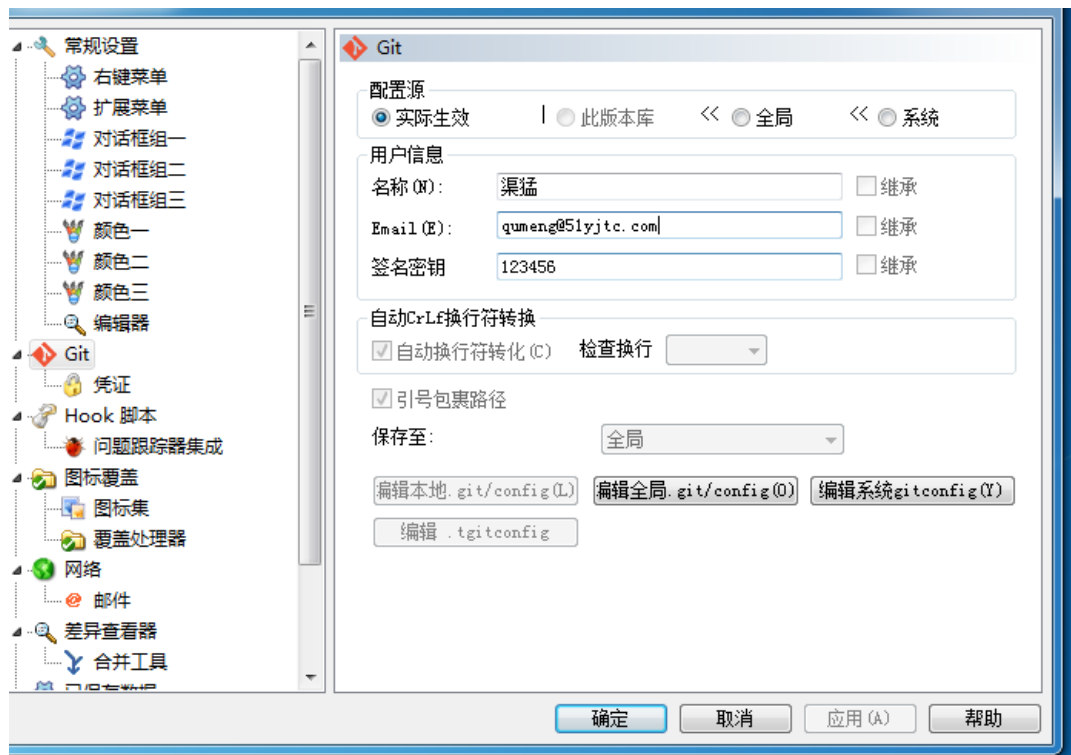 常规设置
右键菜单
扩展菜单
对话框组一
对话框组二
对话框组三
颜色一
颜色二
颜色三
编辑器
Git
凭证
Hook 脚本
问题跟踪器集成
图标覆盖
图标集
覆盖处理器
网络
邮件
差异查看器
合并工具
已保存数据
Git
配置源
实际生效 | 此版本库 << 全局 << 系统
用户信息
名称(N): 渠猛 继承
Email(E): qumeng@51yjtc.com 继承
签名密钥 123456 继承
自动CrLf换行符转换
自动换行符转化(C) 检查换行
引号包裹路径
保存至: 全局
编辑本地.git/config(L) 编辑全局.git/config(O) 编辑系统gitconfig(Y)
编辑 .tgitconfig
确定 取消 应用(A) 帮助